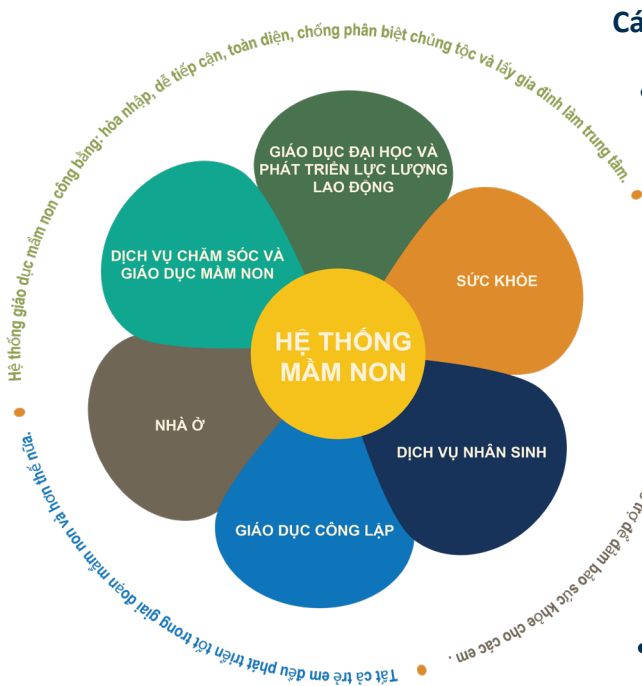 Cá
Hệ thống giáo dục mầm non công bằng: hòa nhập, dễ tiếp cận, toàn diện, chống phân biệt chủng tộc và lấy gia đình làm trung tâm.
GIÁO DỤC ĐẠI HỌC VÀ
PHÁT TRIỂN LỰC LƯỢNG
LAO ĐỘNG
DỊCH VỤ CHĂM SÓC VÀ
GIÁO DỤC MẦM NON
SỨC KHỎE
HỆ THỐNG
MẦM NON
NHÀ Ở
DỊCH VỤ NHÂN SINH
GIÁO DỤC CÔNG LẬP
trợ để đảm bảo sức khỏe cho các em .
Tất cả trẻ em đều phát triển tốt trong giai đoạn mầm non và hơn thế nữa.